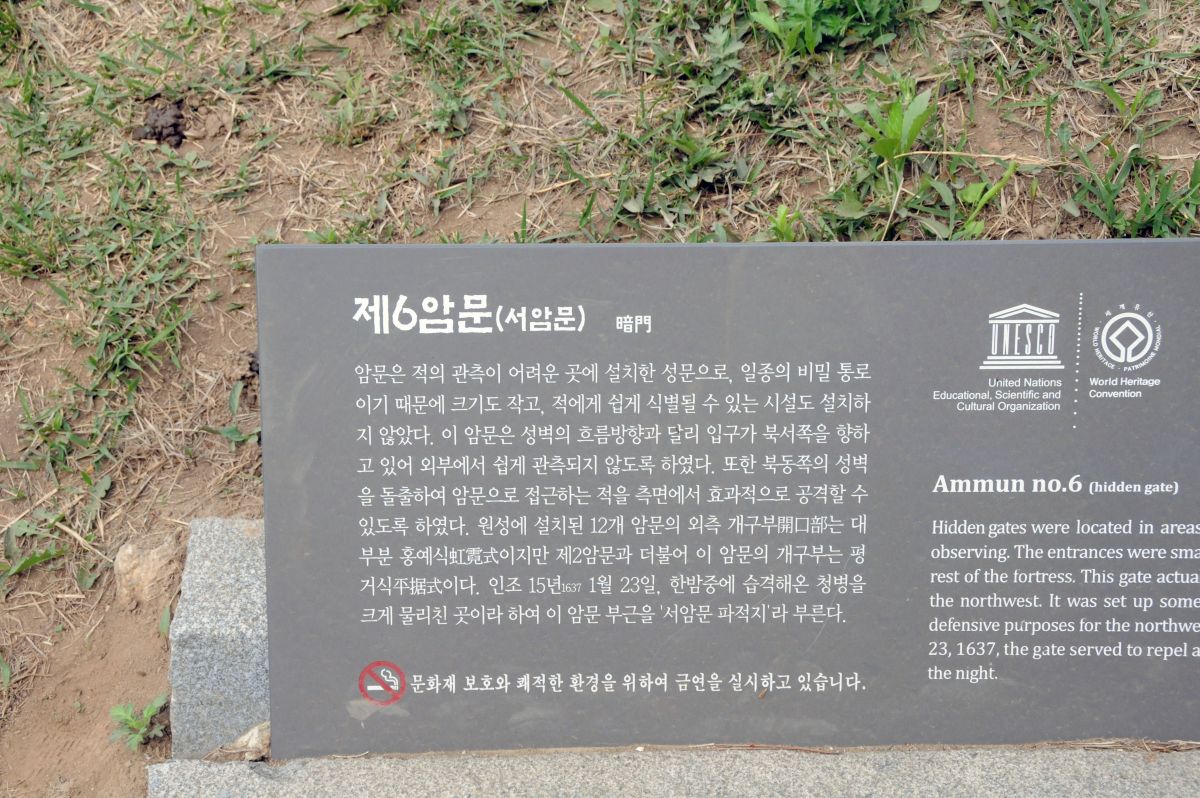 제6암문(서암문) 暗門
암문은 적의 관측이 어려운 곳에 설치한 성문으로, 일종의 비밀 통로
이기 때문에 크기도 작고, 적에게 쉽게 식별될 수 있는 시설도 설치하
지 않았다. 이 암문은 성벽의 흐름방향과 달리 입구가 북서쪽을 향하
고 있어 외부에서 쉽게 관측되지 않도록 하였다. 또한 북동쪽의 성벽
을 돌출하여 암문으로 접근하는 적을 측면에서 효과적으로 공격할 수
있도록 하였다. 원성에 설치된 12개 암문의 외측 개구부開口部는 대
부분 홍예식虹霓式이지만 제2암문과 더불어 이 암문의 개구부는 평
거식平据式이다. 인조 15년1637 1월 23일, 한밤중에 습격해온 청병을
크게 물리친 곳이라 하여 이 암문 부근을 '서암문 파적지'라 부른다.
문화재 보호와 쾌적한 환경을 위하여 금연을 실시하고 있습니다.
UNESCO
United Nations
Educational, Scientific and
Cultural Organization
세계유산
WORLD HERITAGE · PATRIMOINE MONDIAL
World Heritage
Convention
Ammun no.6 (hidden gate)
Hidden gates were located in areas
observing. The entrances were sma
rest of the fortress. This gate actua
the northwest. It was set up some
defensive purposes for the northwe
23, 1637, the gate served to repel a
the night.